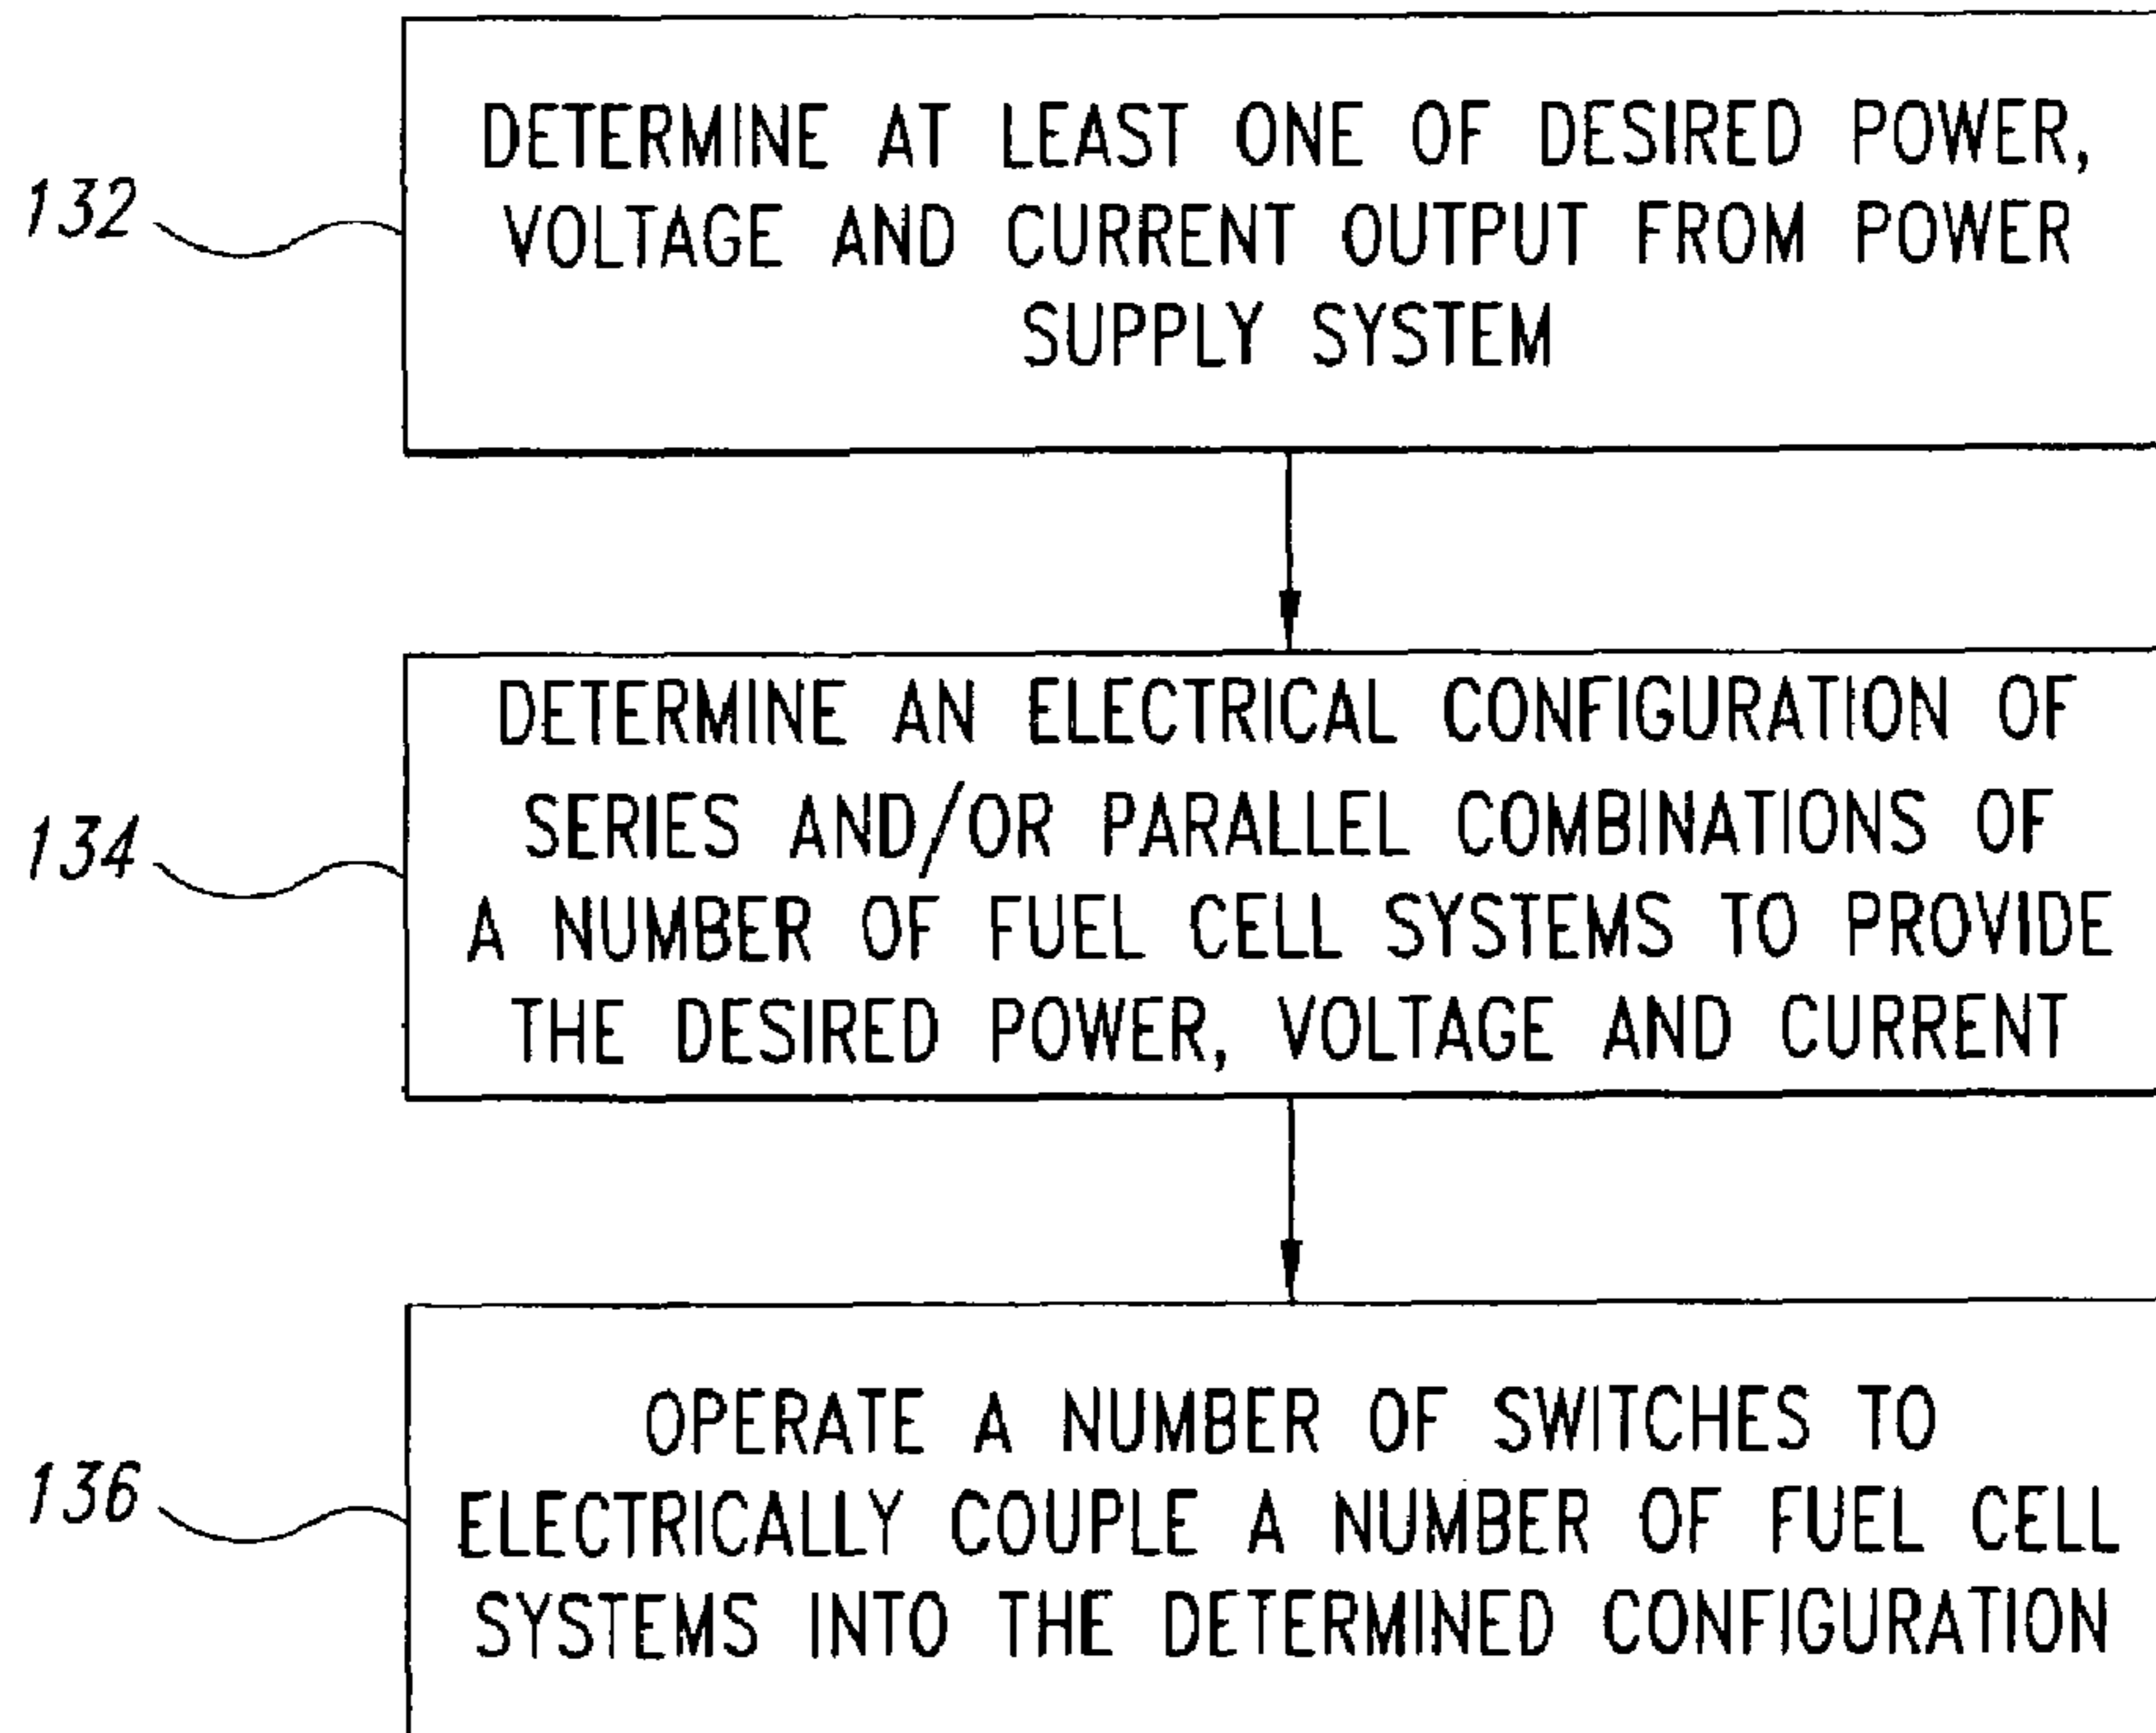 132
DETERMINE AT LEAST ONE OF DESIRED POWER,
VOLTAGE AND CURRENT OUTPUT FROM POWER
SUPPLY SYSTEM
134
DETERMINE AN ELECTRICAL CONFIGURATION OF
SERIES AND/OR PARALLEL COMBINATIONS OF
A NUMBER OF FUEL CELL SYSTEMS TO PROVIDE
THE DESIRED POWER, VOLTAGE AND CURRENT
136
OPERATE A NUMBER OF SWITCHES TO
ELECTRICALLY COUPLE A NUMBER OF FUEL CELL
SYSTEMS INTO THE DETERMINED CONFIGURATION